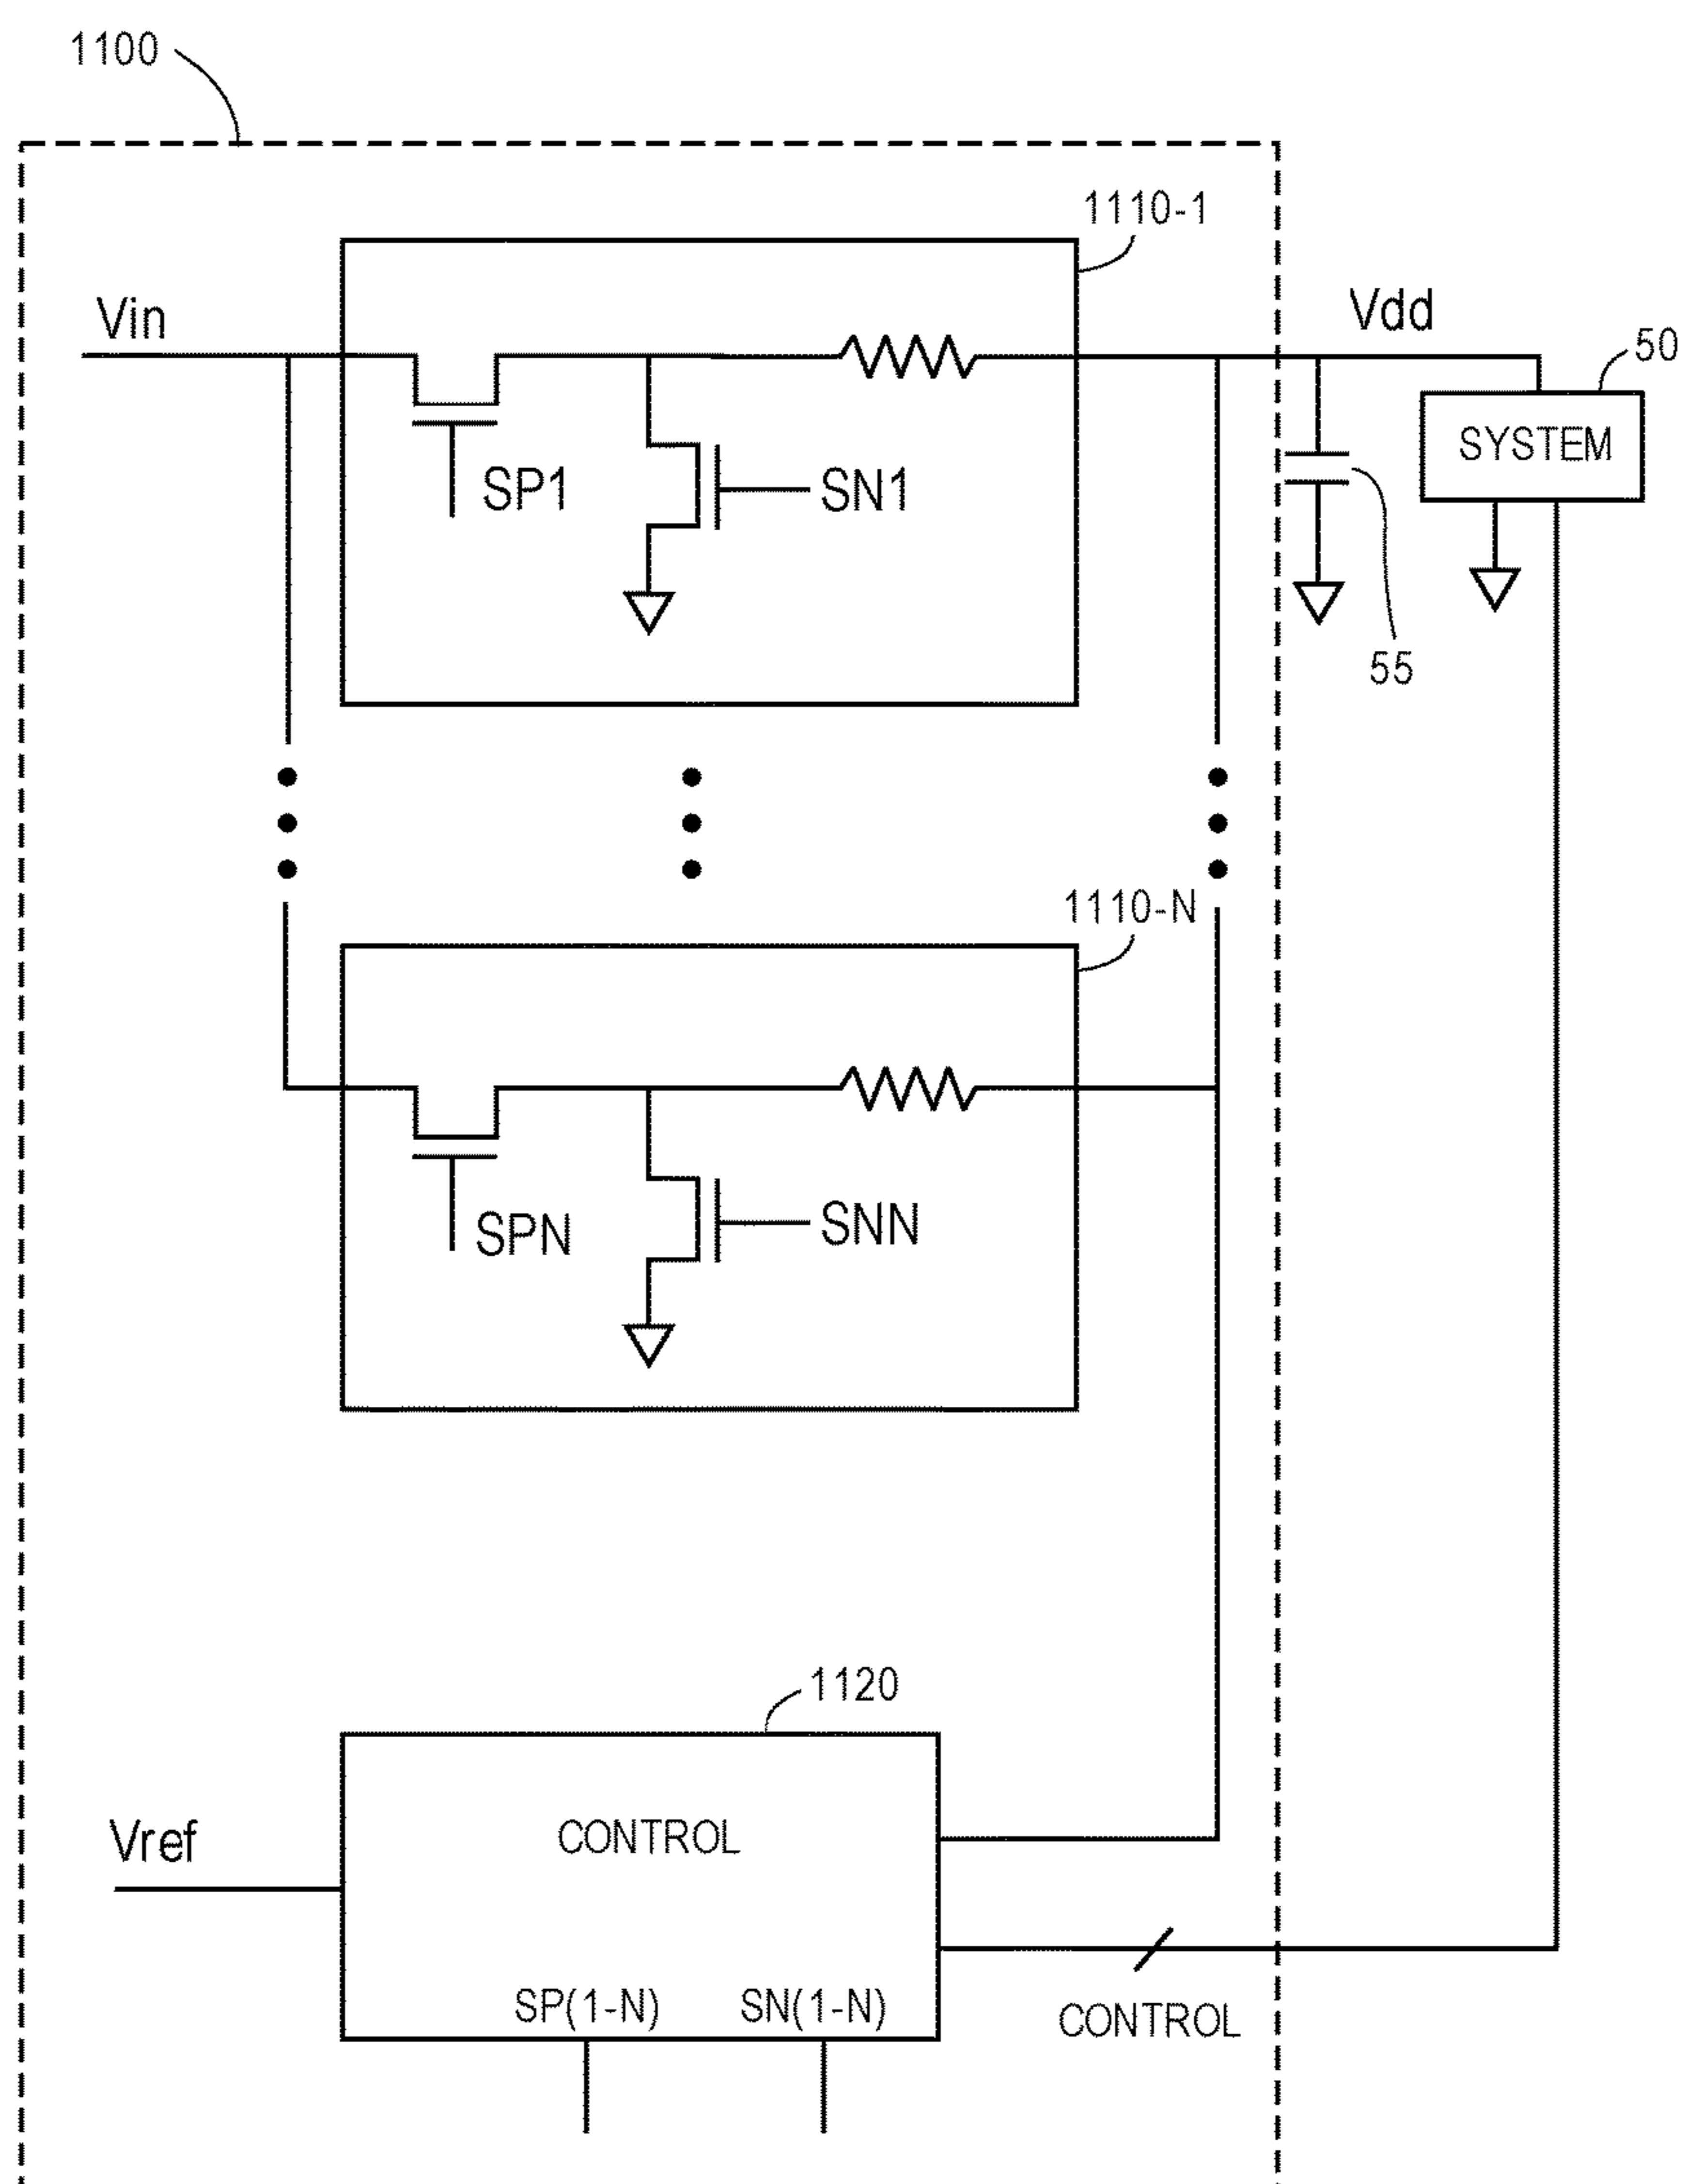 1100
1110-1
Vin
Vdd
50
SYSTEM
SP1
SN1
55
1110-N
SPN
SNN
1120
Vref
CONTROL
SP(1-N)
SN(1-N)
CONTROL